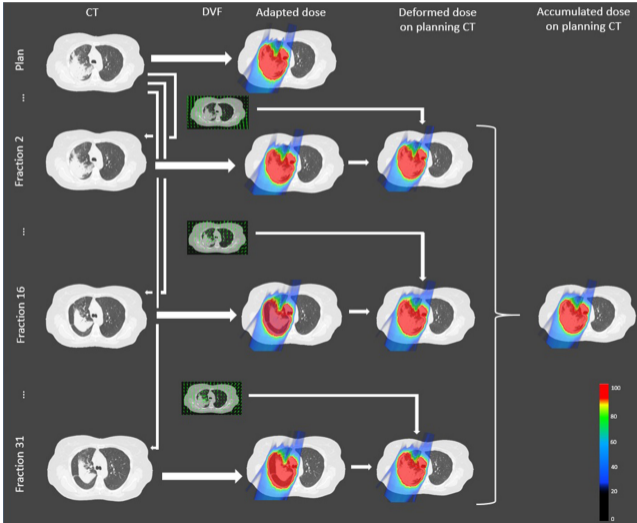 CT
DVF
Adapted dose
Deformed dose
on planning CT
Accumulated dose
on planning CT
Plan
...
Fraction 2
...
Fraction 16
...
Fraction 31
100
80
60
40
20
0